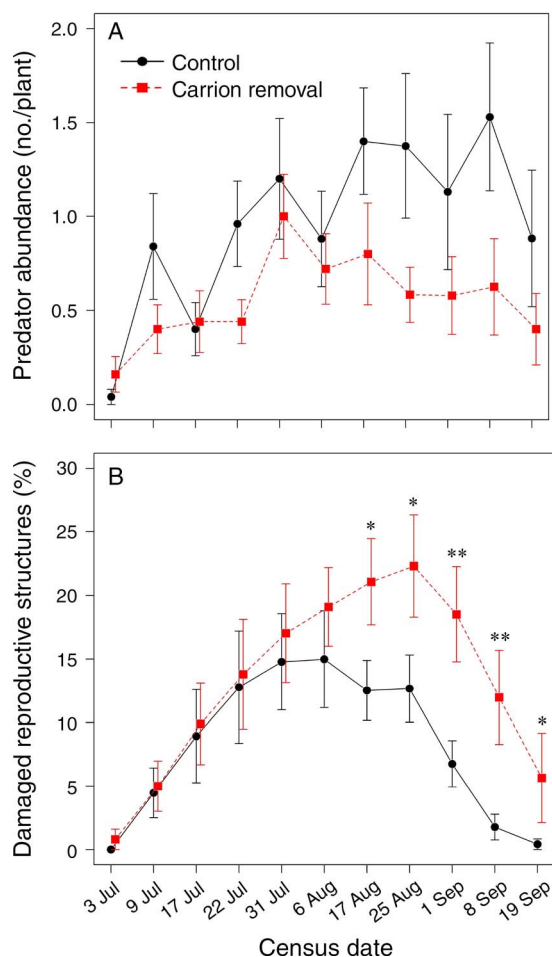 A
Control
Carrion removal
Predator abundance (no./plant)
2.0
1.5
1.0
0.5
0.0
B
Damaged reproductive structures (%)
30
25
20
15
10
5
0
*
*
**
**
*
3 Jul
9 Jul
17 Jul
22 Jul
31 Jul
6 Aug
17 Aug
25 Aug
1 Sep
8 Sep
19 Sep
Census date